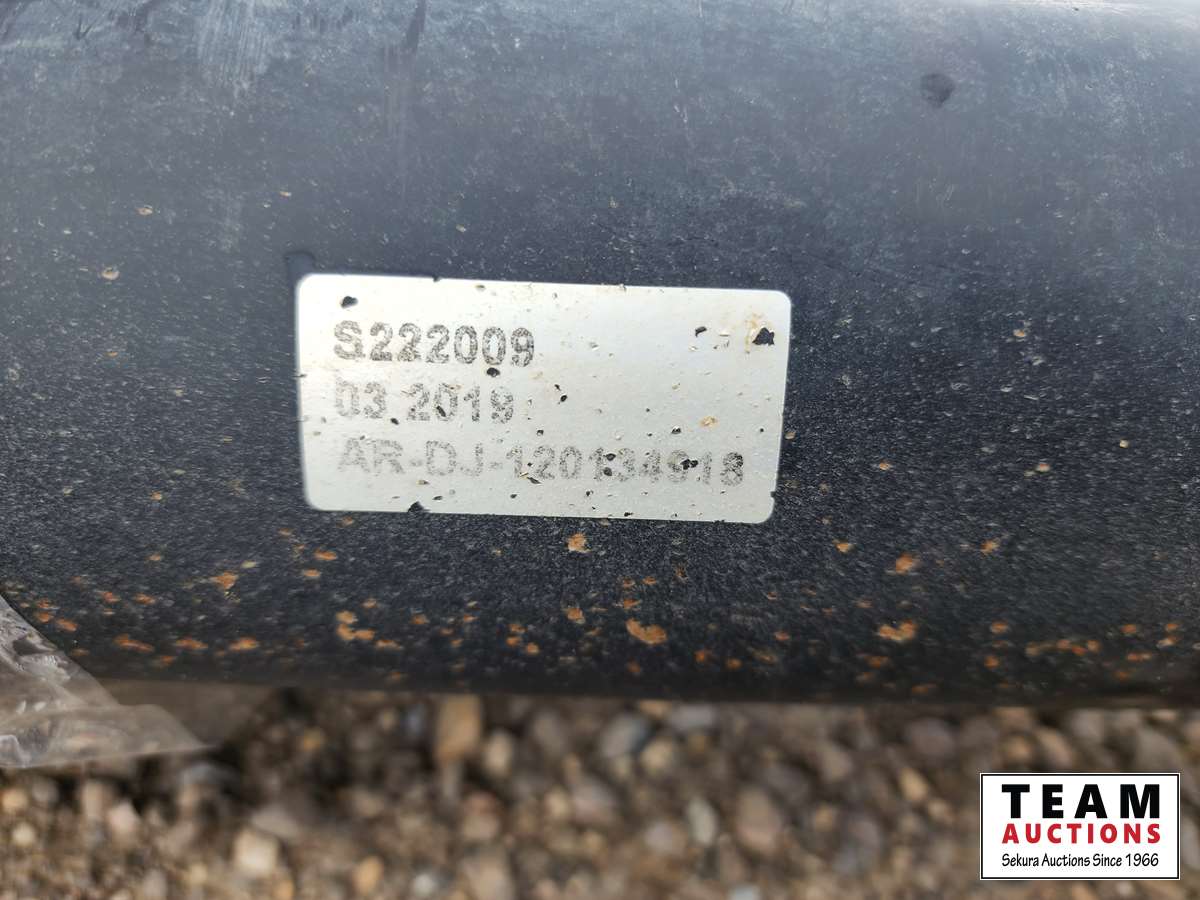 S222009
03.2019
AR-DJ-120134918
TEAM
AUCTIONS
Sekura Auctions Since 1966